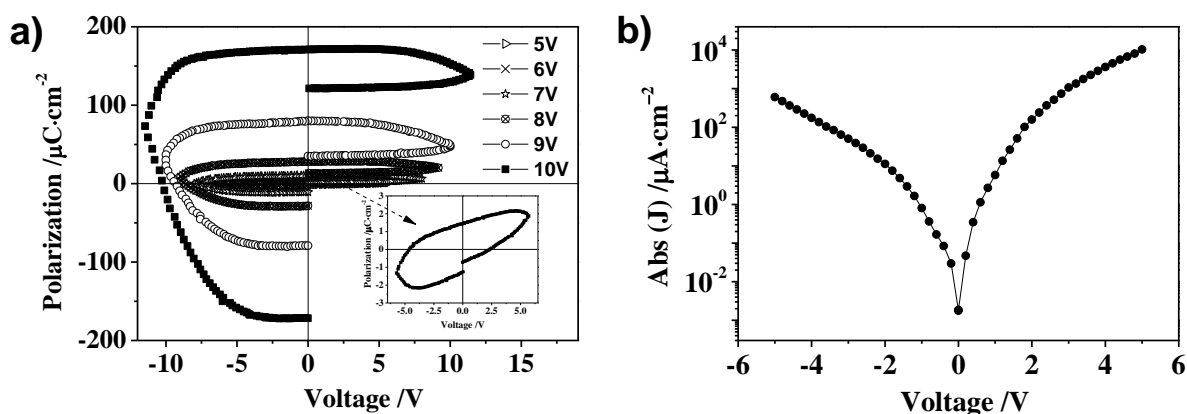 a)
200
100
0
-100
-200
Polarization /µC·cm⁻²
-10 -5 0 5 10 15
Voltage /V
5V
6V
7V
8V
9V
10V
3
2
1
0
-1
-2
-3
Polarization /µC·cm⁻²
-5.0 -2.5 0.0 2.5 5.0
Voltage /V
b)
10⁴
10²
10⁰
10⁻²
Abs (J) /µA·cm⁻²
-6 -4 -2 0 2 4 6
Voltage /V